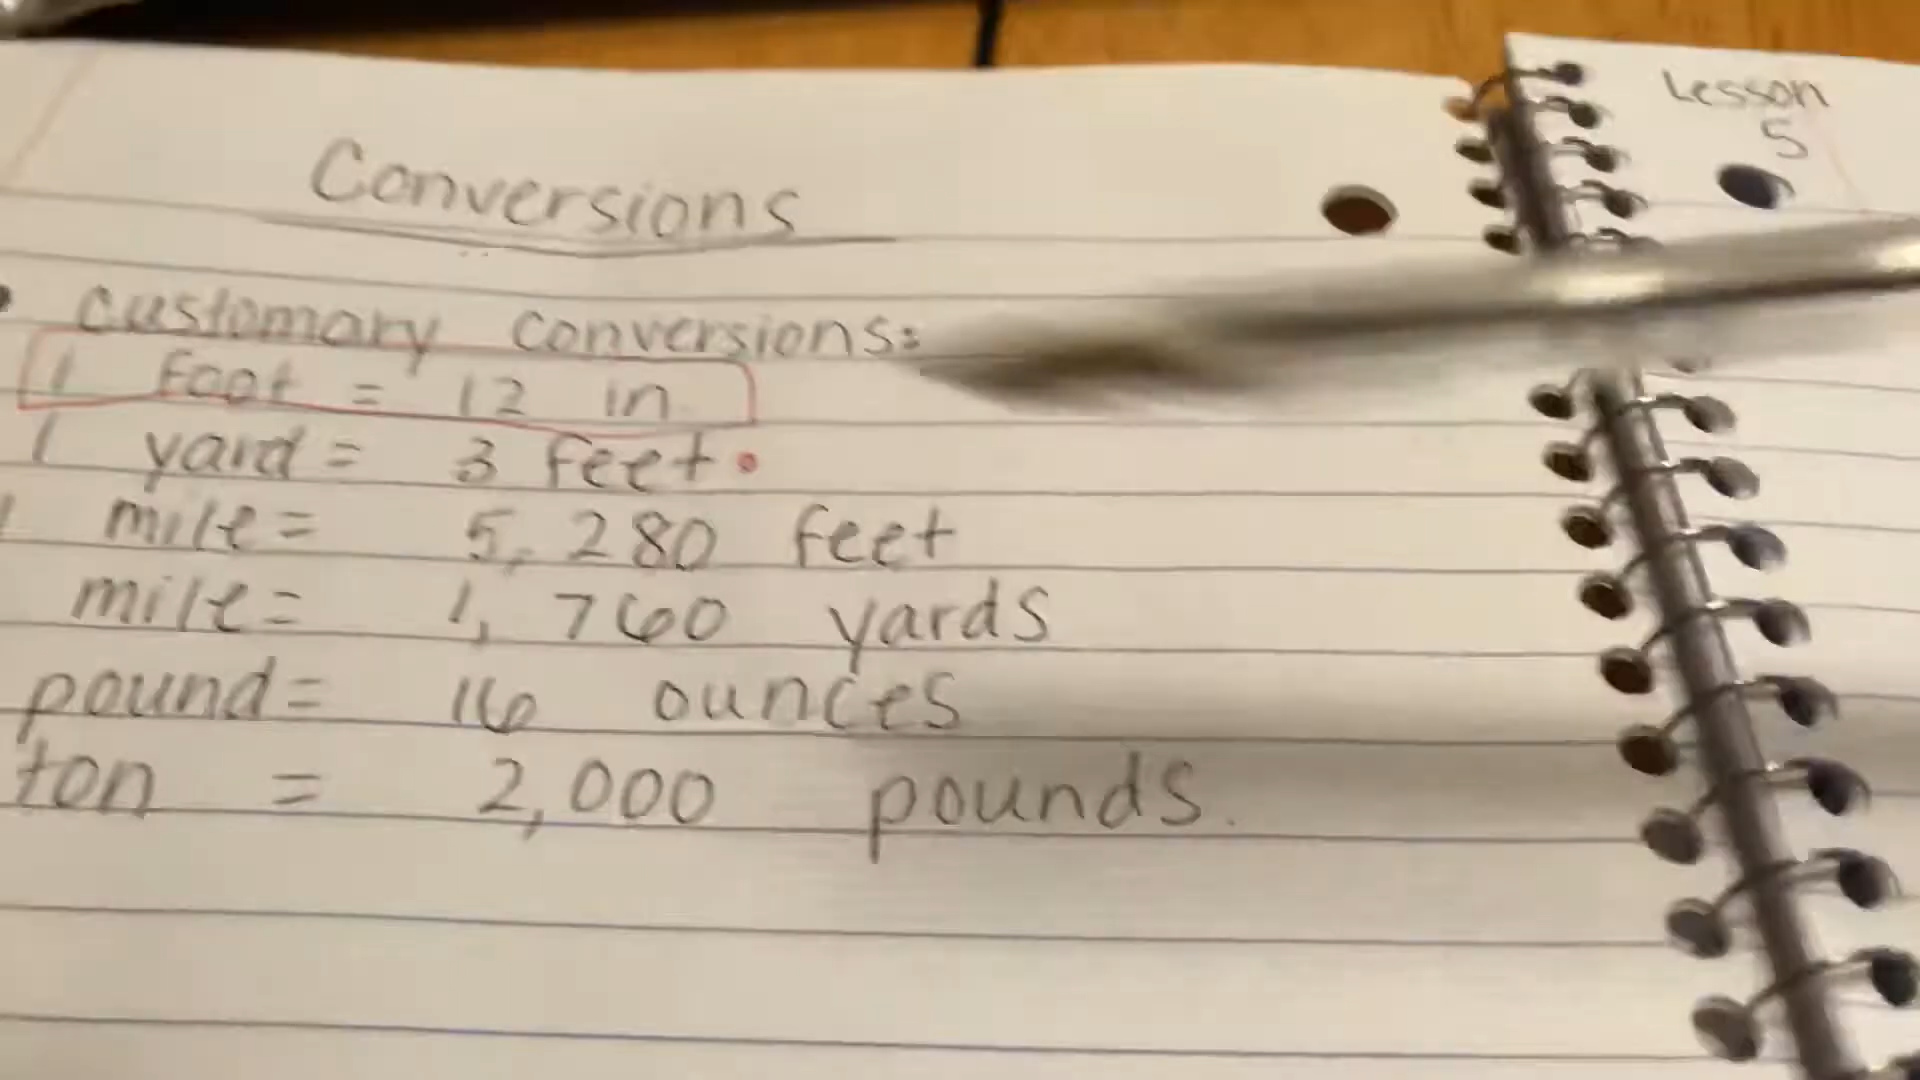 Conversions
• customary conversions:
1 Foot = 12 in.
1 yard = 3 feet
1 mile = 5,280 feet
mile = 1,760 yards
pound = 16 ounces
ton = 2,000 pounds.
Lesson
5